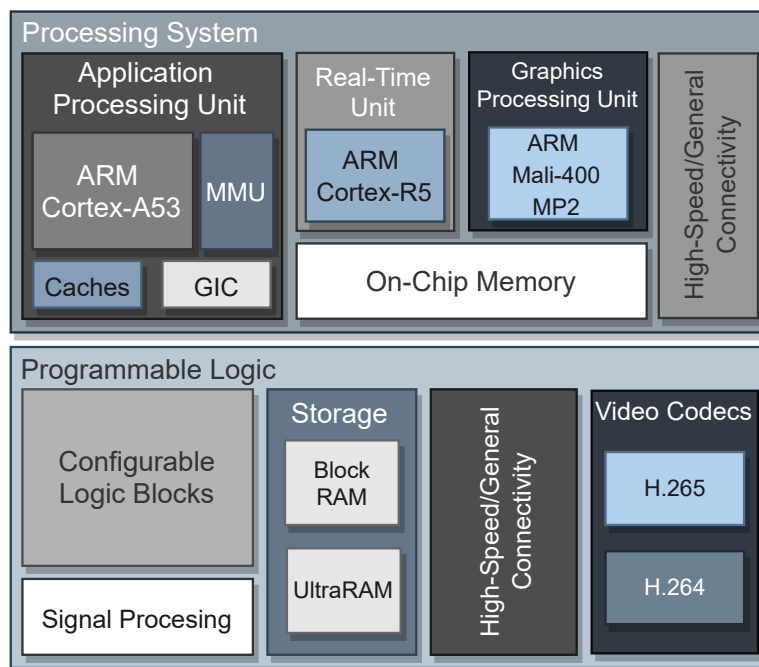 Processing System
Application
Processing Unit
ARM
Cortex-A53
MMU
Caches
GIC
Real-Time
Unit
ARM
Cortex-R5
Graphics
Processing Unit
ARM
Mali-400
MP2
On-Chip Memory
High-Speed/General
Connectivity
Programmable Logic
Configurable
Logic Blocks
Signal Procesing
Storage
Block
RAM
UltraRAM
High-Speed/General
Connectivity
Video Codecs
H.265
H.264